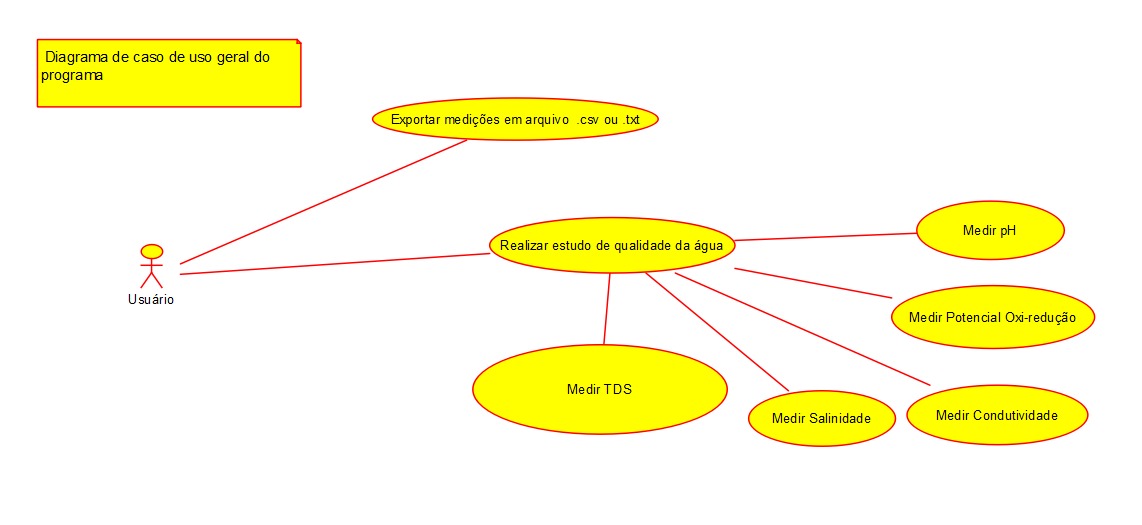 Diagrama de caso de uso geral do
programa
Exportar medições em arquivo .csv ou .txt
Realizar estudo de qualidade da água
Medir pH
Medir Potencial Oxi-redução
Usuário
Medir TDS
Medir Salinidade
Medir Condutividade